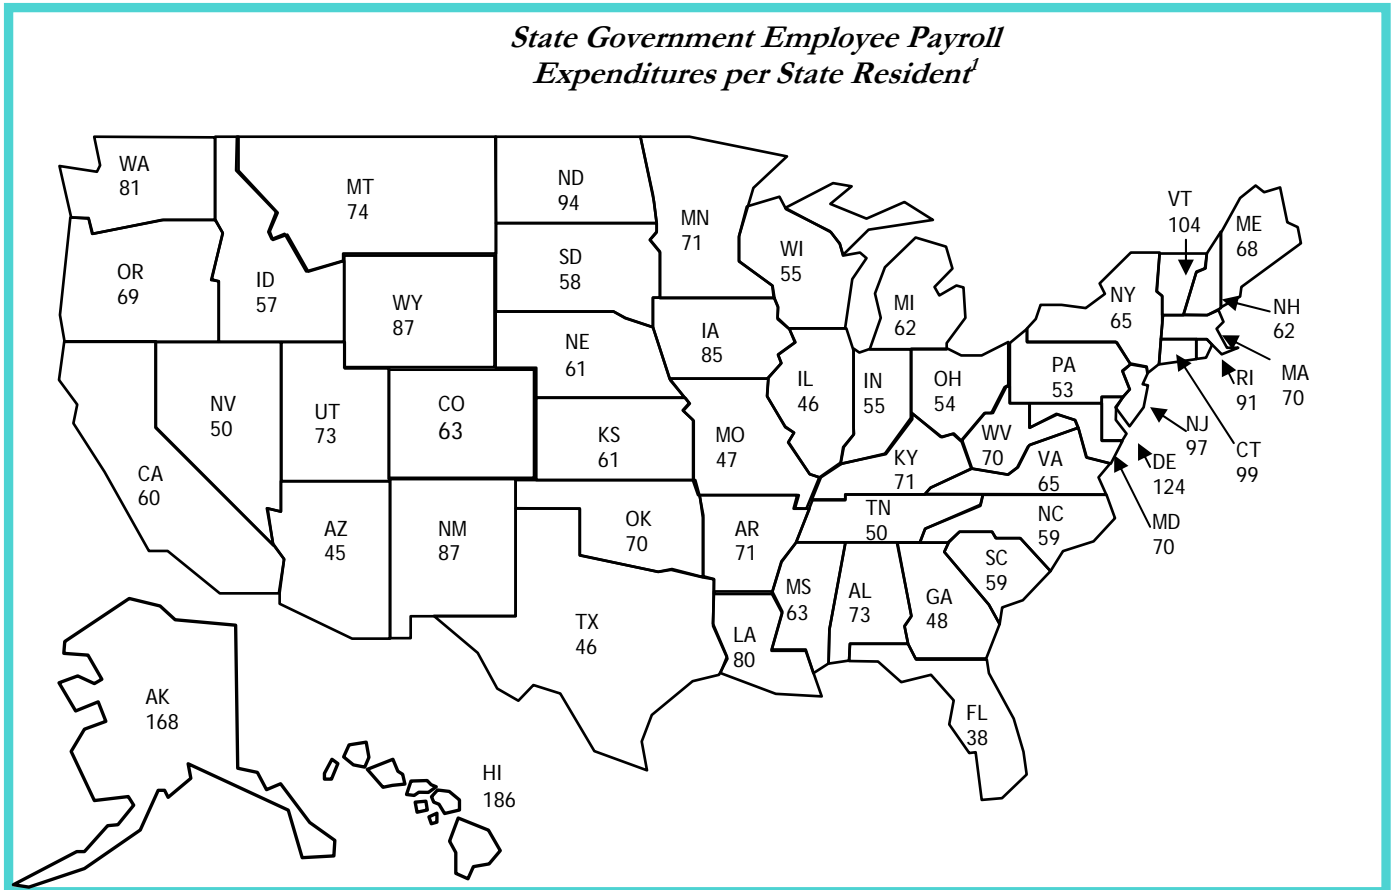 State Government Employee Payroll
Expenditures per State Resident1
WA
81
MT
74
ND
94
MN
71
VT
104
ME
68
OR
69
ID
57
WY
87
SD
58
WI
55
MI
62
NY
65
NH
62
NE
61
IA
85
PA
53
MA
70
RI
91
NV
50
UT
73
CO
63
KS
61
MO
47
IL
46
IN
55
OH
54
NJ
97
CT
99
CA
60
KY
71
WV
70
VA
65
DE
124
MD
70
AZ
45
NM
87
OK
70
AR
71
TN
50
NC
59
SC
59
TX
46
LA
80
MS
63
AL
73
GA
48
FL
38
AK
168
HI
186